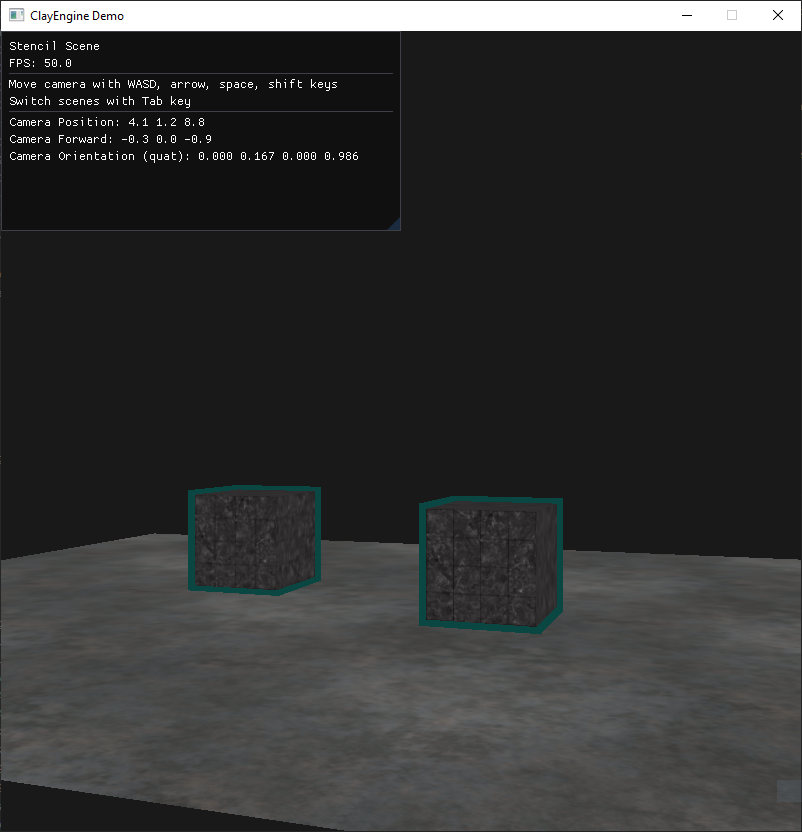 ClayEngine Demo
Stencil Scene
FPS: 50.0
Move camera with WASD, arrow, space, shift keys
Switch scenes with Tab key
Camera Position: 4.1 1.2 8.8
Camera Forward: -0.3 0.0 -0.9
Camera Orientation (quat): 0.000 0.167 0.000 0.986